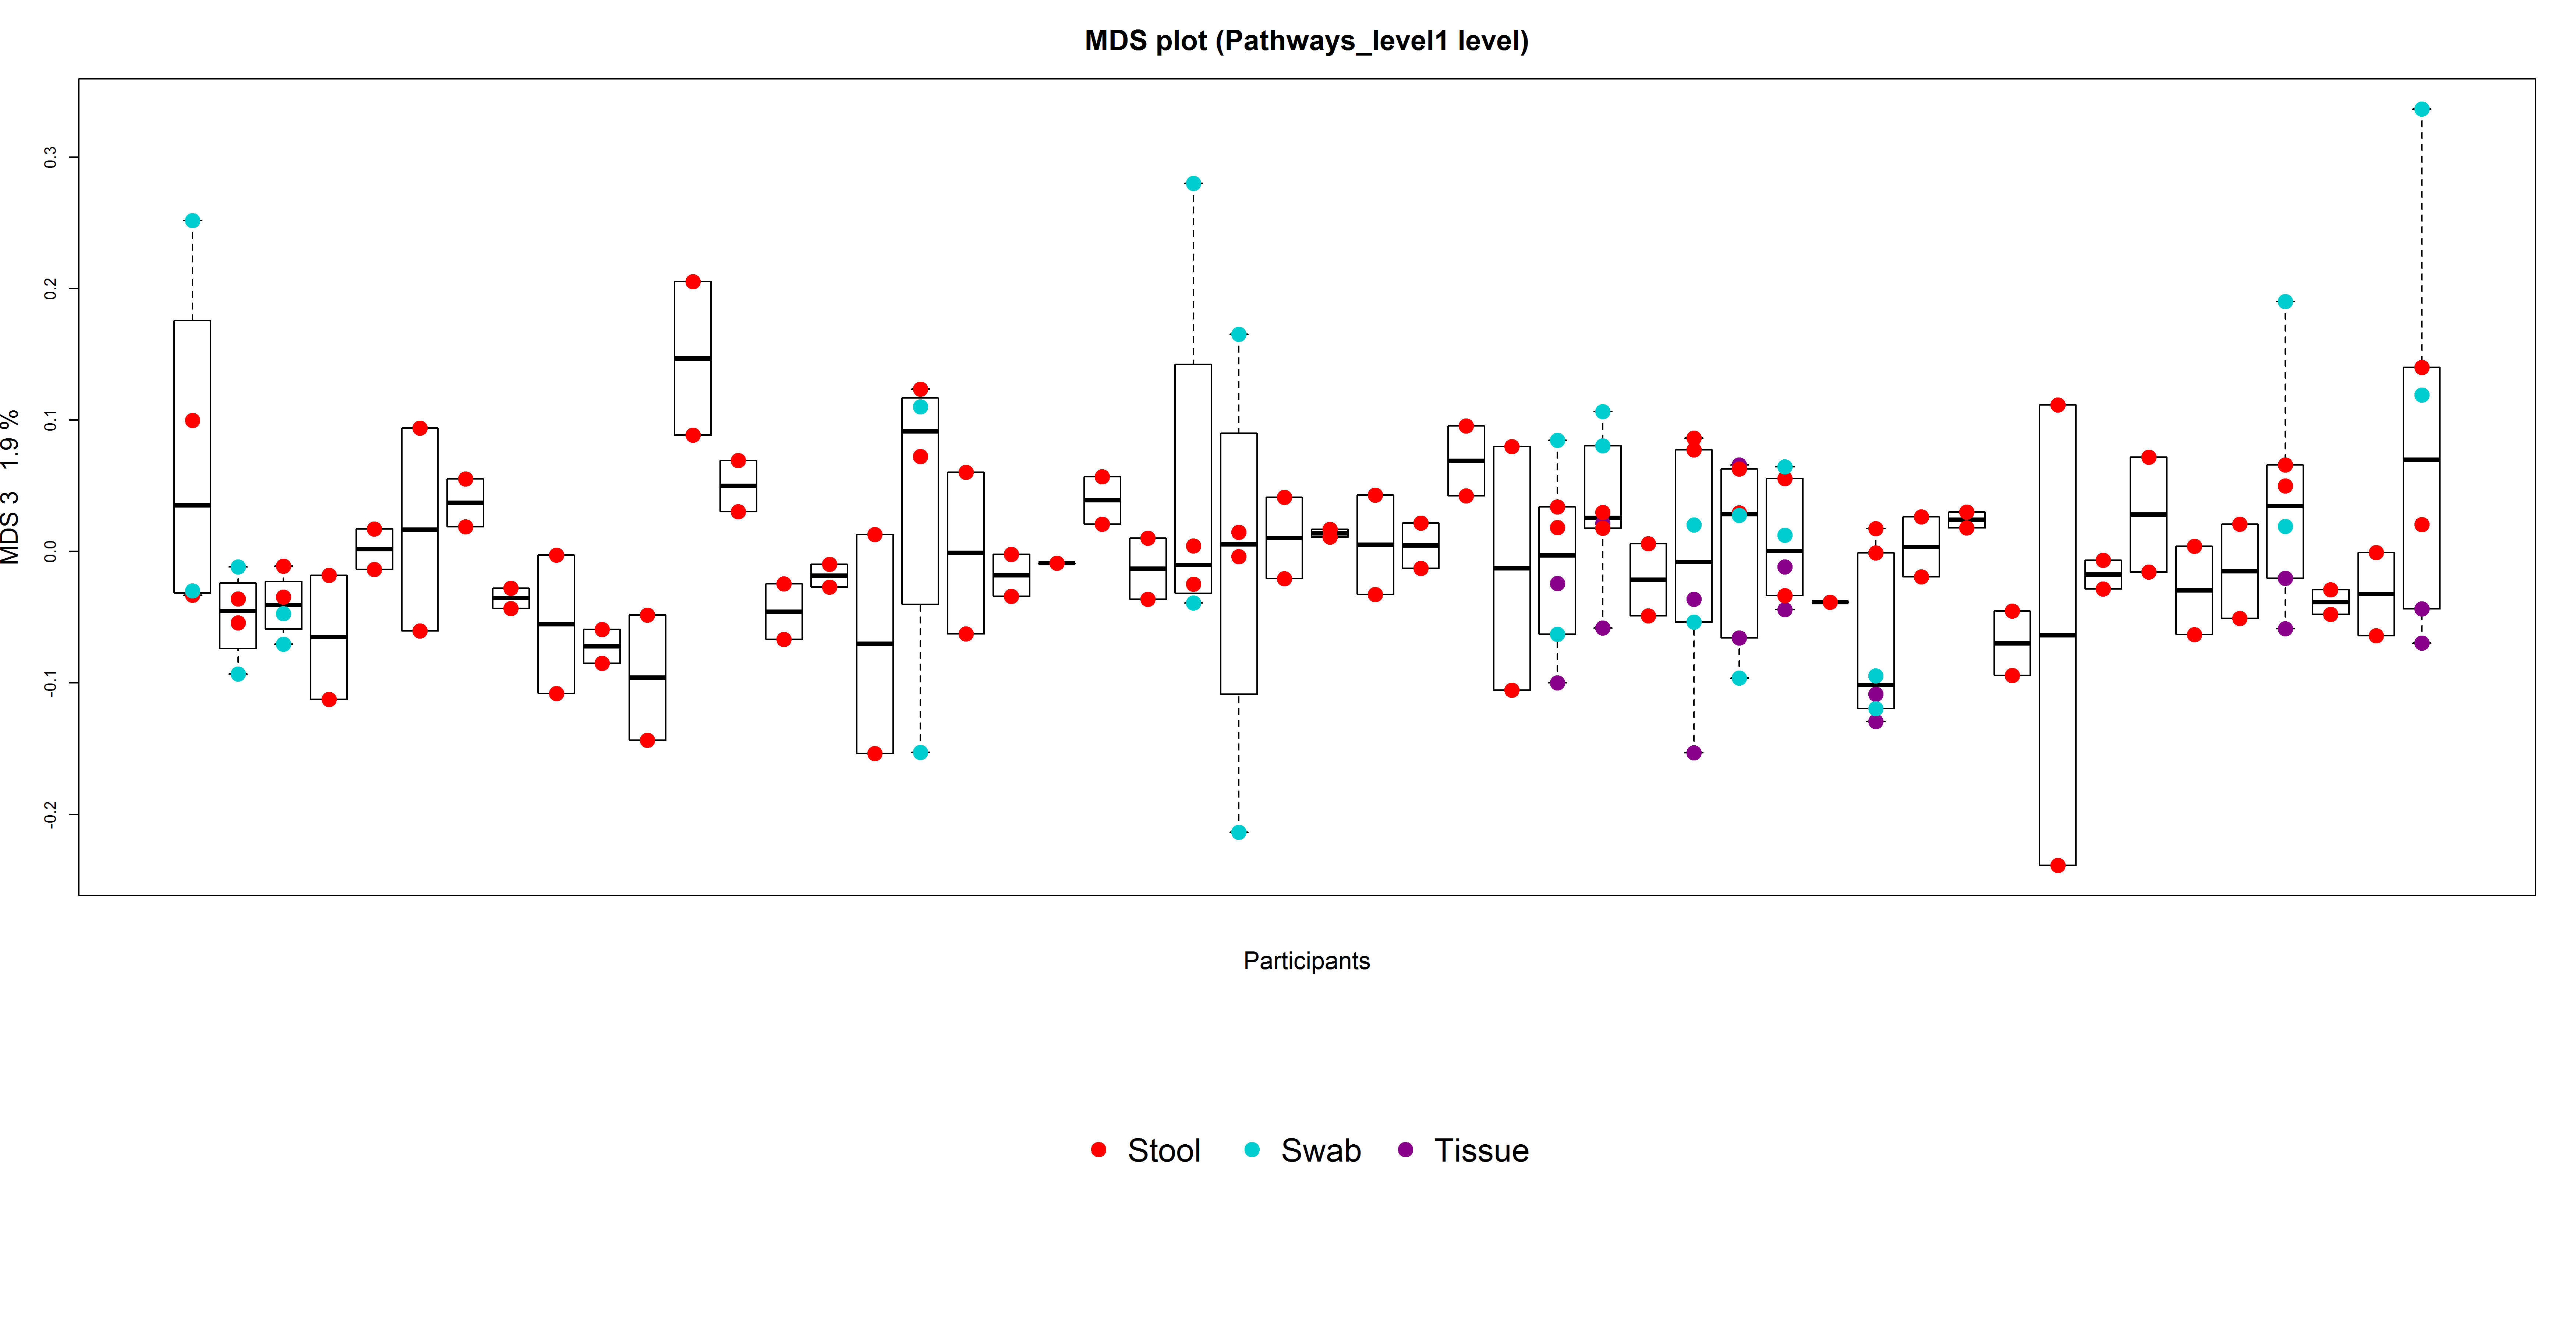 MDS plot (Pathways_level1 level)
MDS 3 1.9 %
0.3
0.2
0.1
0.0
-0.1
-0.2
Participants
Stool Swab Tissue